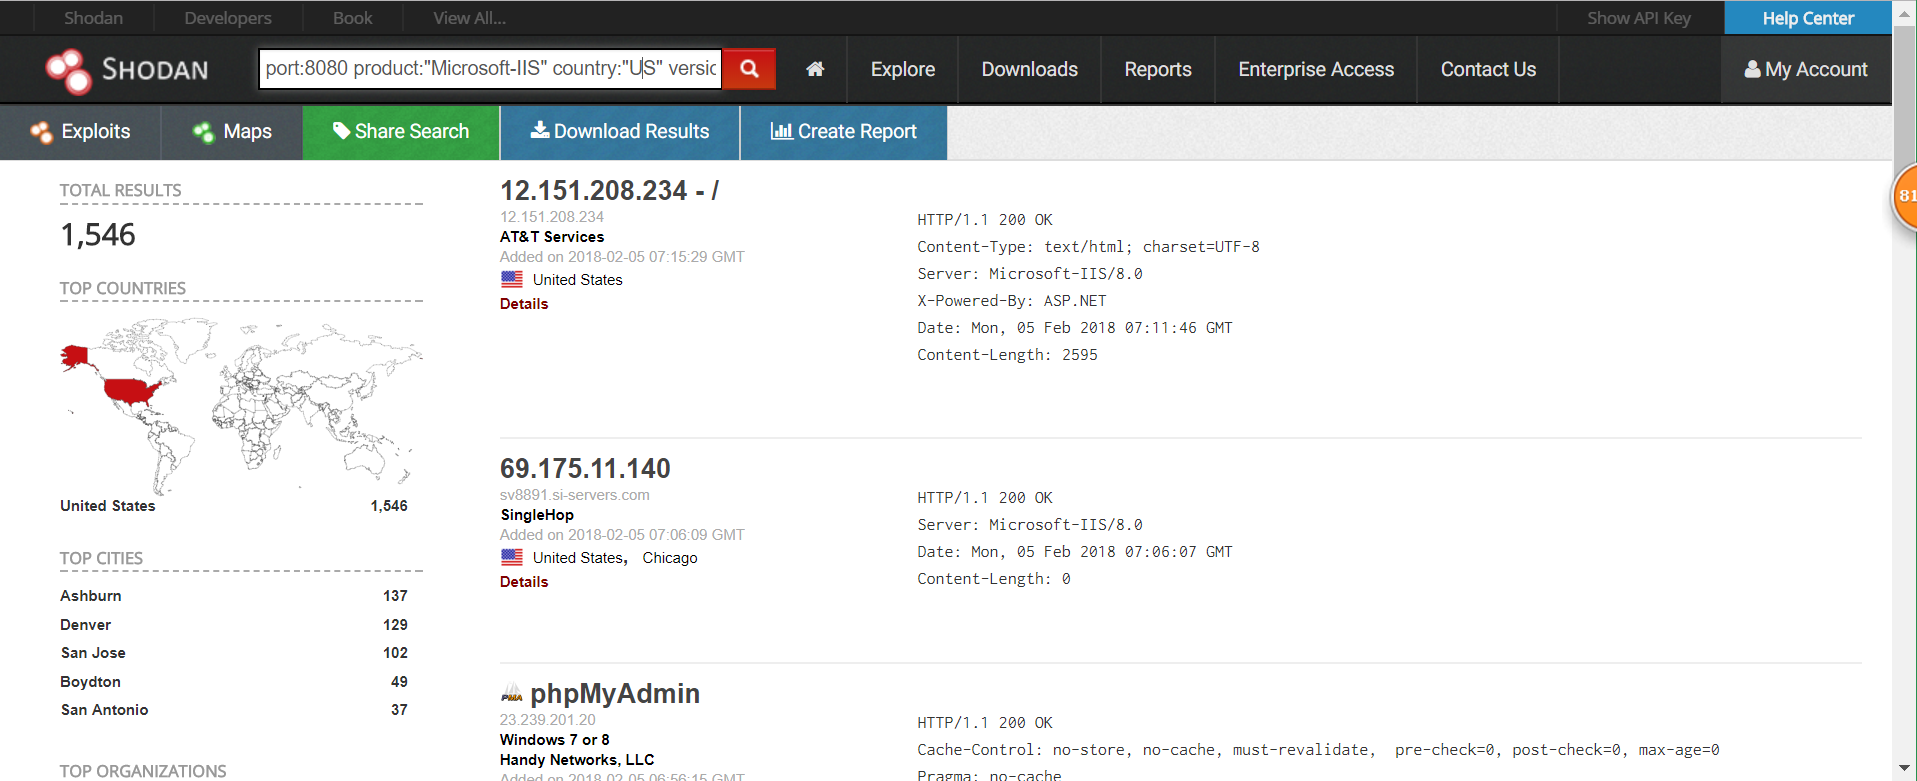 Shodan Developers Book View All... Show API Key Help Center
SHODAN port:8080 product:"Microsoft-IIS" country:"US" versic Explore Downloads Reports Enterprise Access Contact Us My Account
Exploits Maps Share Search Download Results Create Report
81
TOTAL RESULTS
1,546
TOP COUNTRIES
United States 1,546
TOP CITIES
Ashburn 137
Denver 129
San Jose 102
Boydton 49
San Antonio 37
TOP ORGANIZATIONS
12.151.208.234 - /
12.151.208.234
AT&T Services
Added on 2018-02-05 07:15:29 GMT
United States
Details
HTTP/1.1 200 OK
Content-Type: text/html; charset=UTF-8
Server: Microsoft-IIS/8.0
X-Powered-By: ASP.NET
Date: Mon, 05 Feb 2018 07:11:46 GMT
Content-Length: 2595
69.175.11.140
sv8891.si-servers.com
SingleHop
Added on 2018-02-05 07:06:09 GMT
United States, Chicago
Details
HTTP/1.1 200 OK
Server: Microsoft-IIS/8.0
Date: Mon, 05 Feb 2018 07:06:07 GMT
Content-Length: 0
PMA phpMyAdmin
23.239.201.20
Windows 7 or 8
Handy Networks, LLC
Added on 2018-02-05 06:56:15 GMT
HTTP/1.1 200 OK
Cache-Control: no-store, no-cache, must-revalidate, pre-check=0, post-check=0, max-age=0
Pragma: no-cache